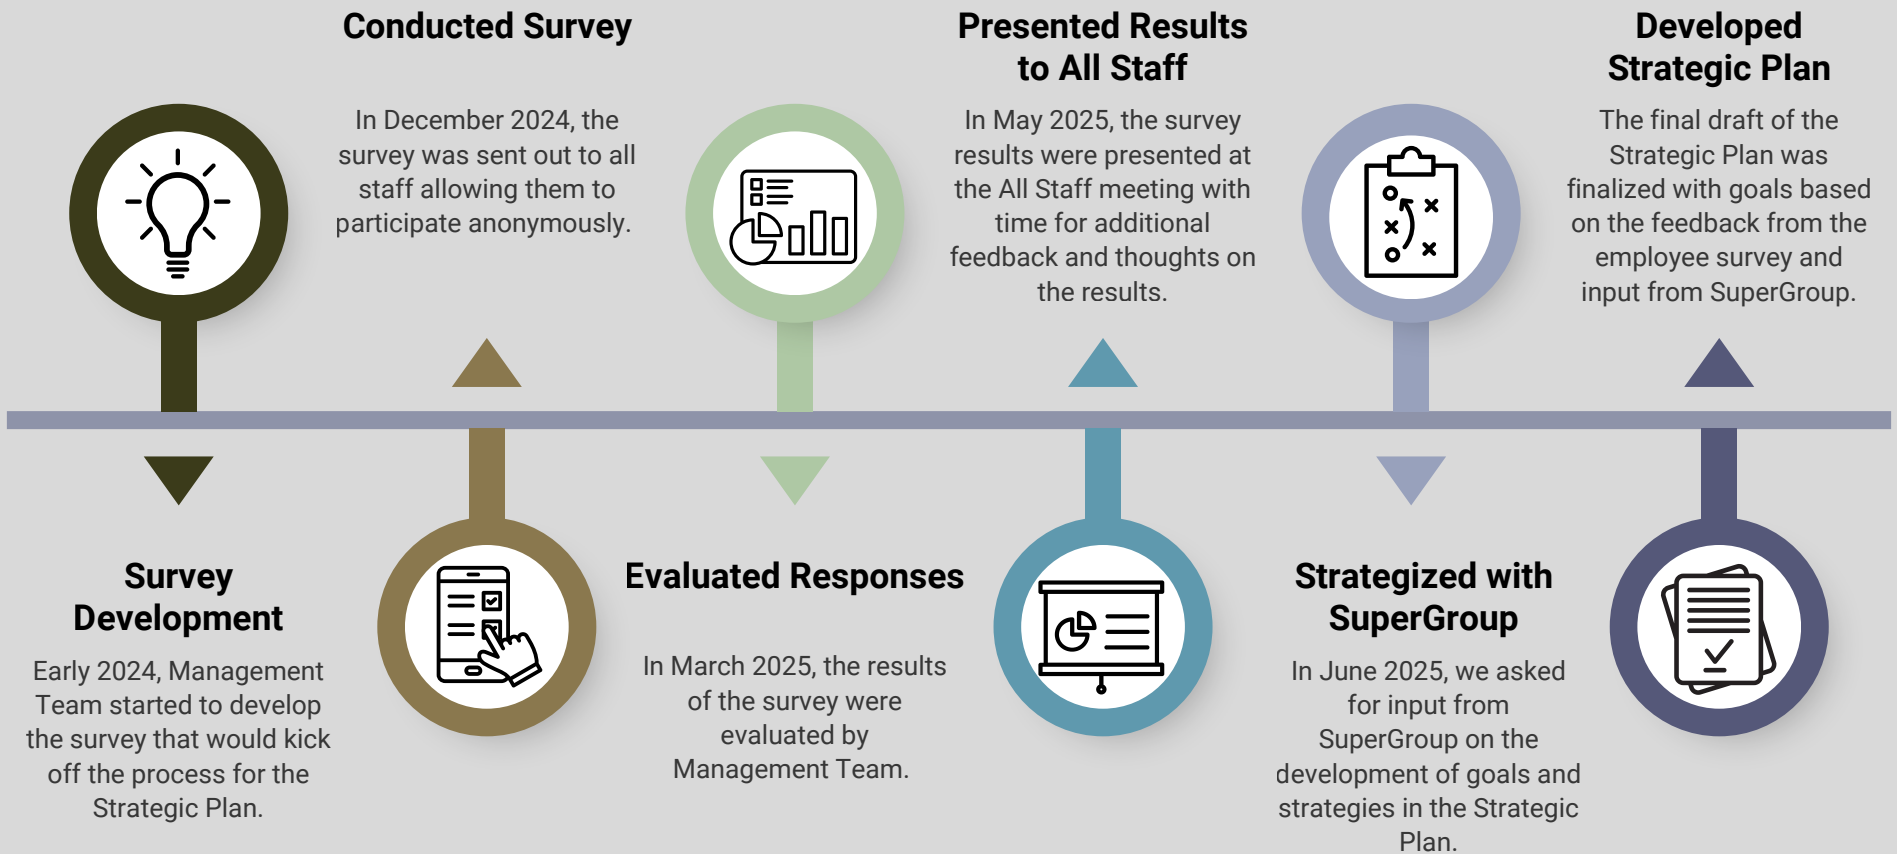 Survey
Development
Early 2024, Management
Team started to develop
the survey that would kick
off the process for the
Strategic Plan.
Conducted Survey
In December 2024, the
survey was sent out to all
staff allowing them to
participate anonymously.
Evaluated Responses
In March 2025, the results
of the survey were
evaluated by
Management Team.
Presented Results
to All Staff
In May 2025, the survey
results were presented at
the All Staff meeting with
time for additional
feedback and thoughts on
the results.
Strategized with
SuperGroup
In June 2025, we asked
for input from
SuperGroup on the
development of goals and
strategies in the Strategic
Plan.
Developed
Strategic Plan
The final draft of the
Strategic Plan was
finalized with goals based
on the feedback from the
employee survey and
input from SuperGroup.